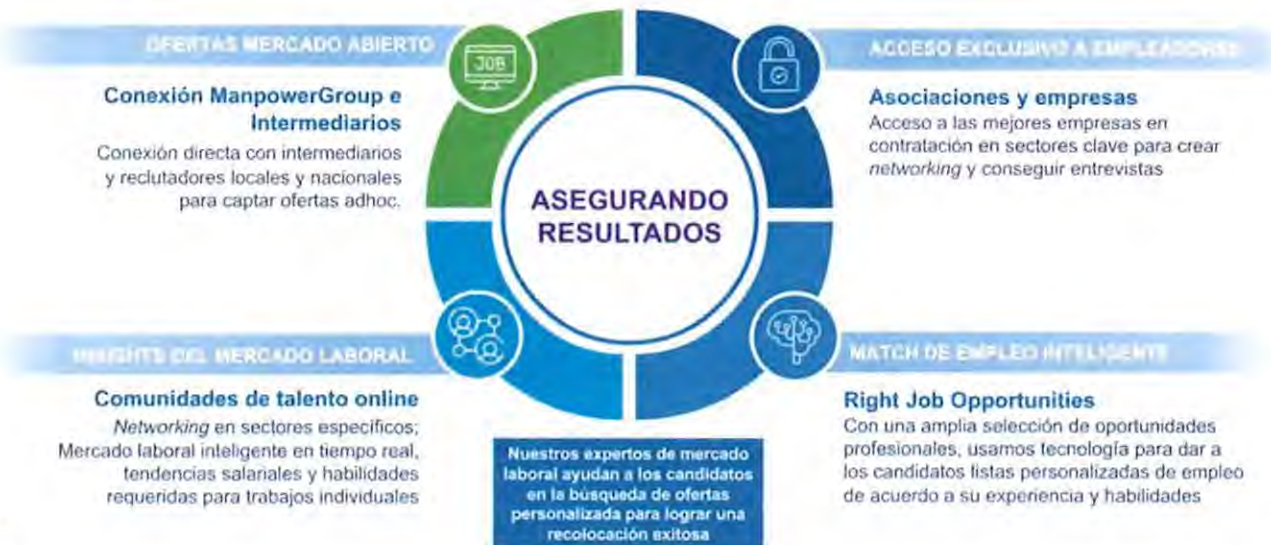 OFERTAS MERCADO ABIERTO
JOB
Conexión ManpowerGroup e
Intermediarios
Conexión directa con intermediarios
y reclutadores locales y nacionales
para captar ofertas adhoc.
ACCESO EXCLUSIVO A EMPLEADORES
Asociaciones y empresas
Acceso a las mejores empresas en
contratación en sectores clave para crear
networking y conseguir entrevistas
ASEGURANDO
RESULTADOS
INSIGHTS DEL MERCADO LABORAL
Comunidades de talento online
Networking en sectores específicos;
Mercado laboral inteligente en tiempo real,
tendencias salariales y habilidades
requeridas para trabajos individuales
MATCH DE EMPLEO INTELIGENTE
Right Job Opportunities
Con una amplia selección de oportunidades
profesionales, usamos tecnología para dar a
los candidatos listas personalizadas de empleo
de acuerdo a su experiencia y habilidades
Nuestros expertos de mercado
laboral ayudan a los candidatos
en la búsqueda de ofertas
personalizada para lograr una
recolocación exitosa